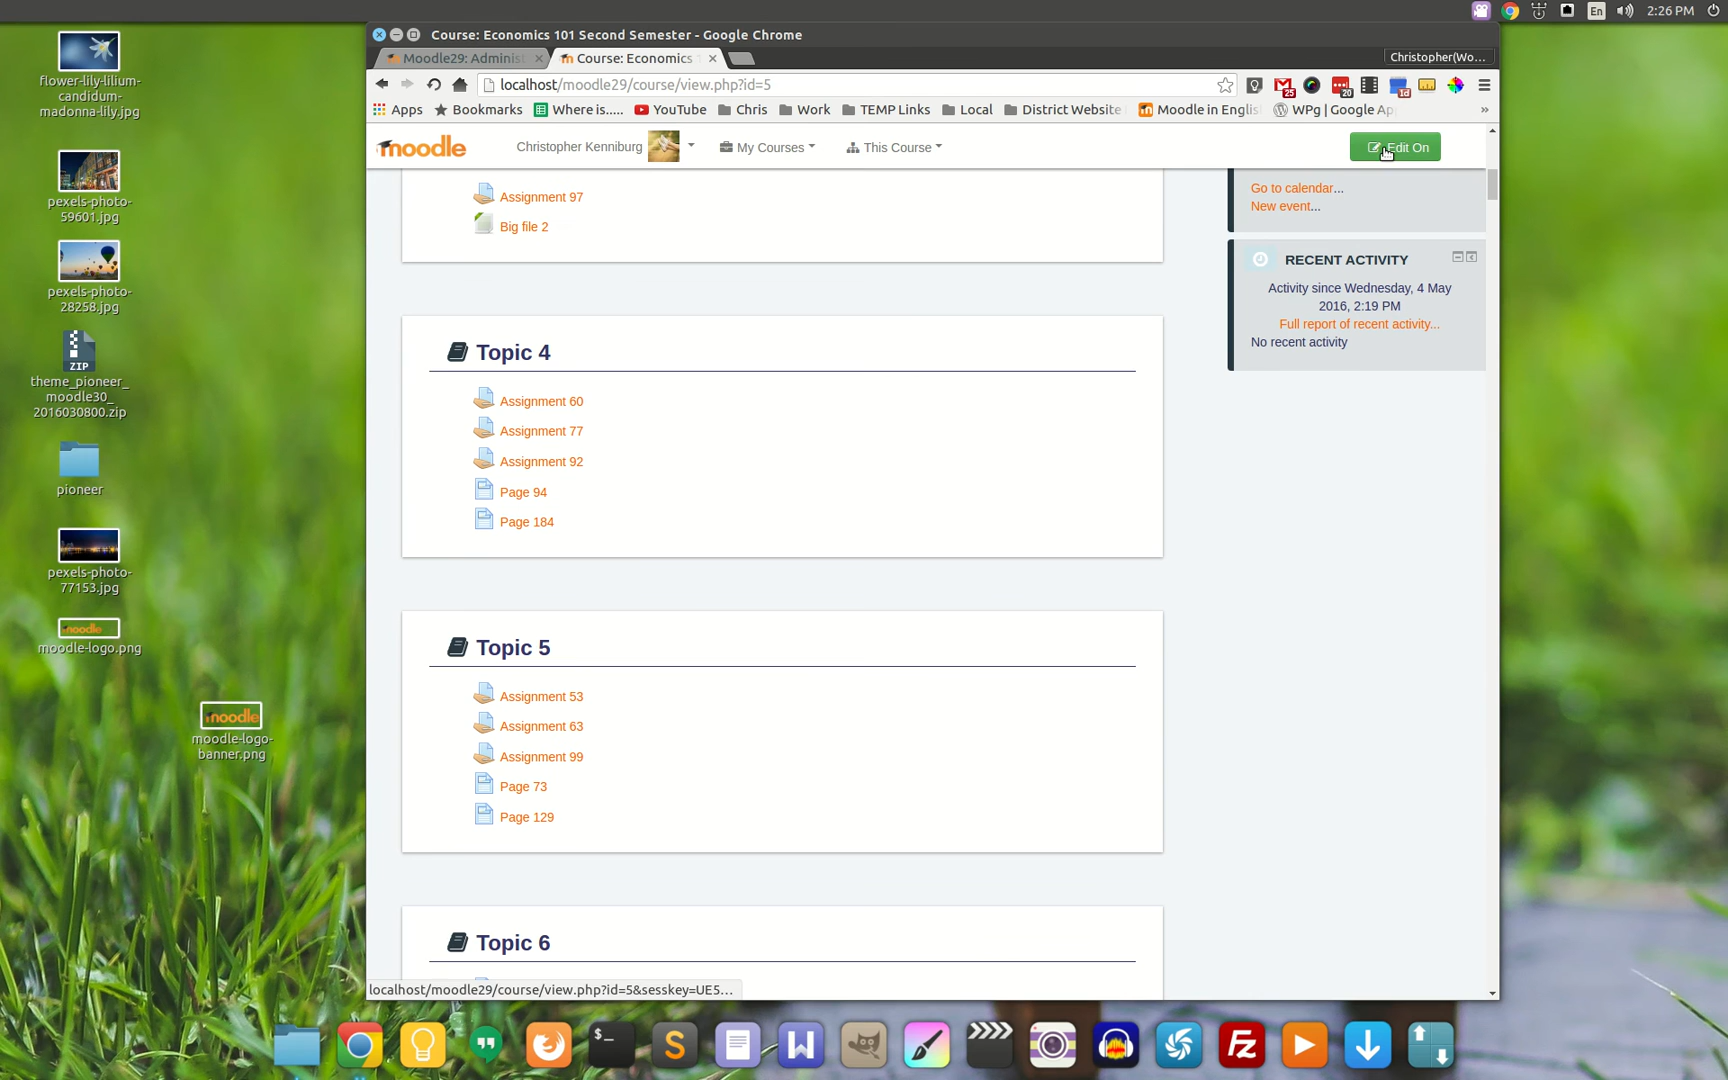 En
2:26 PM
flower-lily-lilium-
candidum-
madonna-lily.jpg
pexels-photo-
59601.jpg
pexels-photo-
28258.jpg
ZIP
theme_pioneer_
moodle30_
2016030800.zip
pioneer
pexels-photo-
77153.jpg
moodle
moodle-logo.png
moodle
moodle-logo-
banner.png
Course: Economics 101 Second Semester - Google Chrome
Moodle29: Administ
Course: Economics
Christopher(Wo...
localhost/moodle29/course/view.php?id=5
25
20
1d
Apps
Bookmarks
Where is.....
YouTube
Chris
Work
TEMP Links
Local
District Website
Moodle in Englis
WPg | Google Ap
»
moodle
Christopher Kenniburg
My Courses
This Course
Edit On
Assignment 97
Big file 2
Topic 4
Assignment 60
Assignment 77
Assignment 92
Page 94
Page 184
Topic 5
Assignment 53
Assignment 63
Assignment 99
Page 73
Page 129
Topic 6
Go to calendar...
New event...
RECENT ACTIVITY
Activity since Wednesday, 4 May
2016, 2:19 PM
Full report of recent activity...
No recent activity
localhost/moodle29/course/view.php?id=5&sesskey=UE5...
>_
S
W
Fz